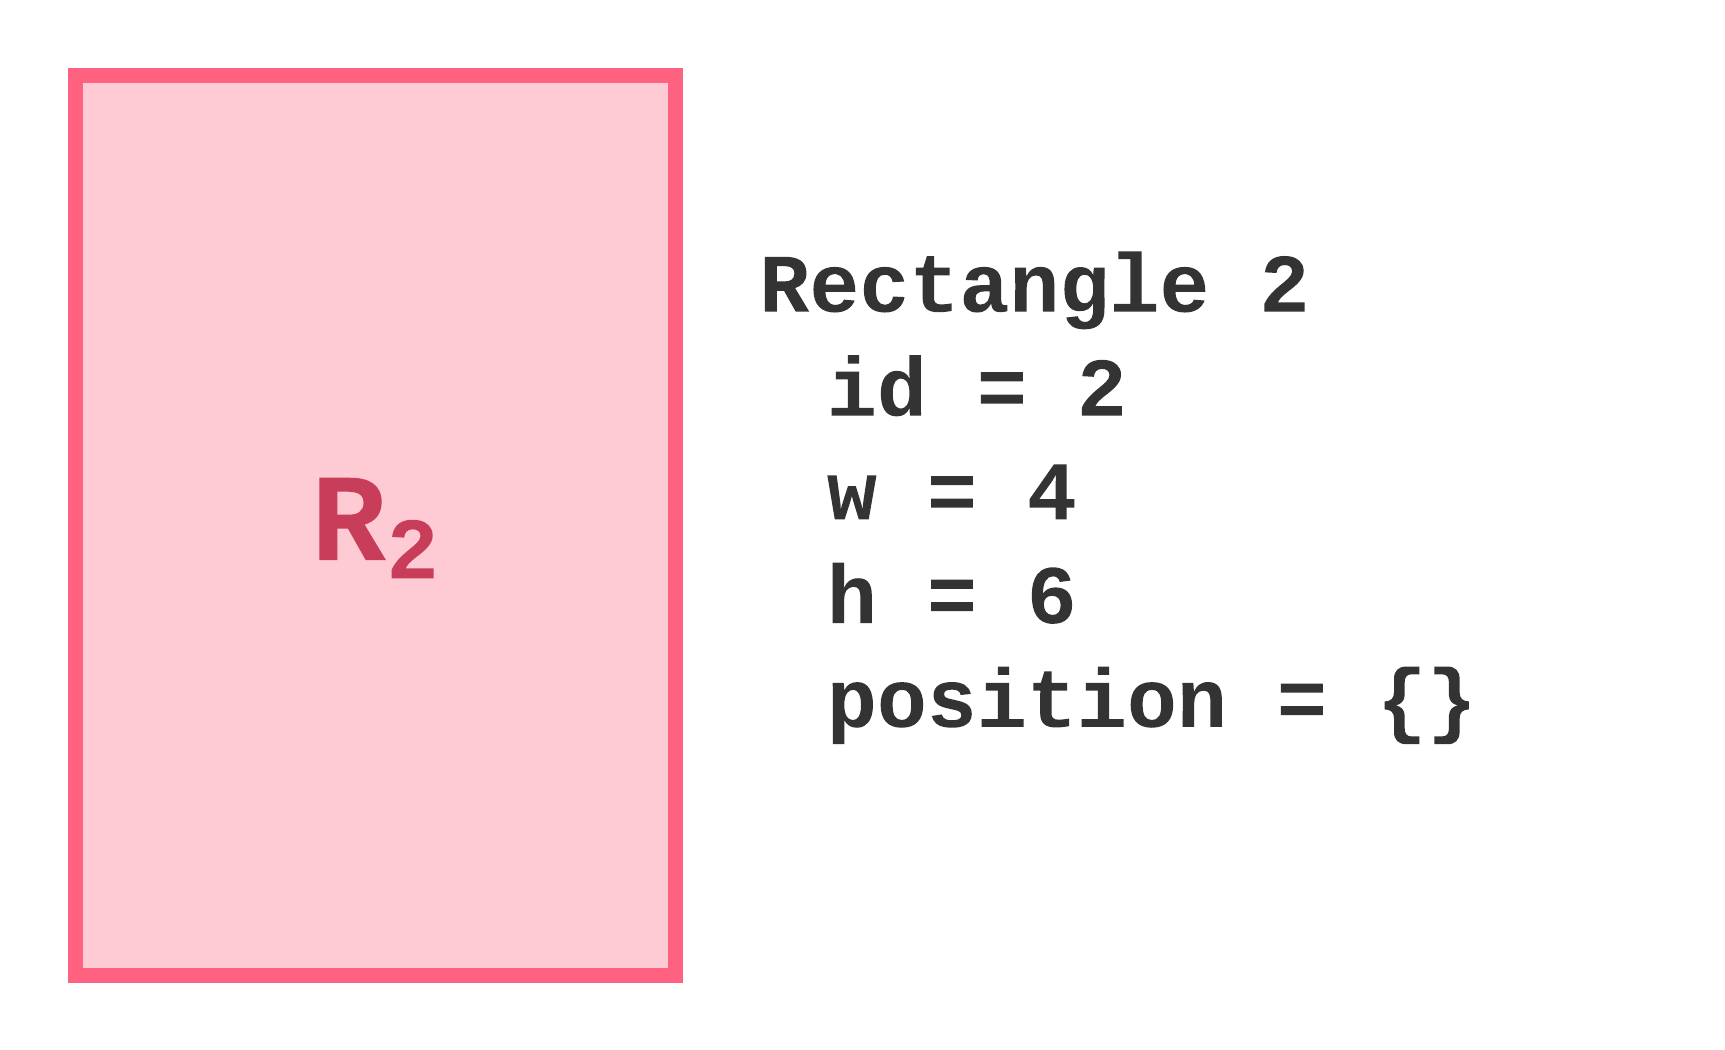 R₂
Rectangle 2
id = 2
w = 4
h = 6
position = {}